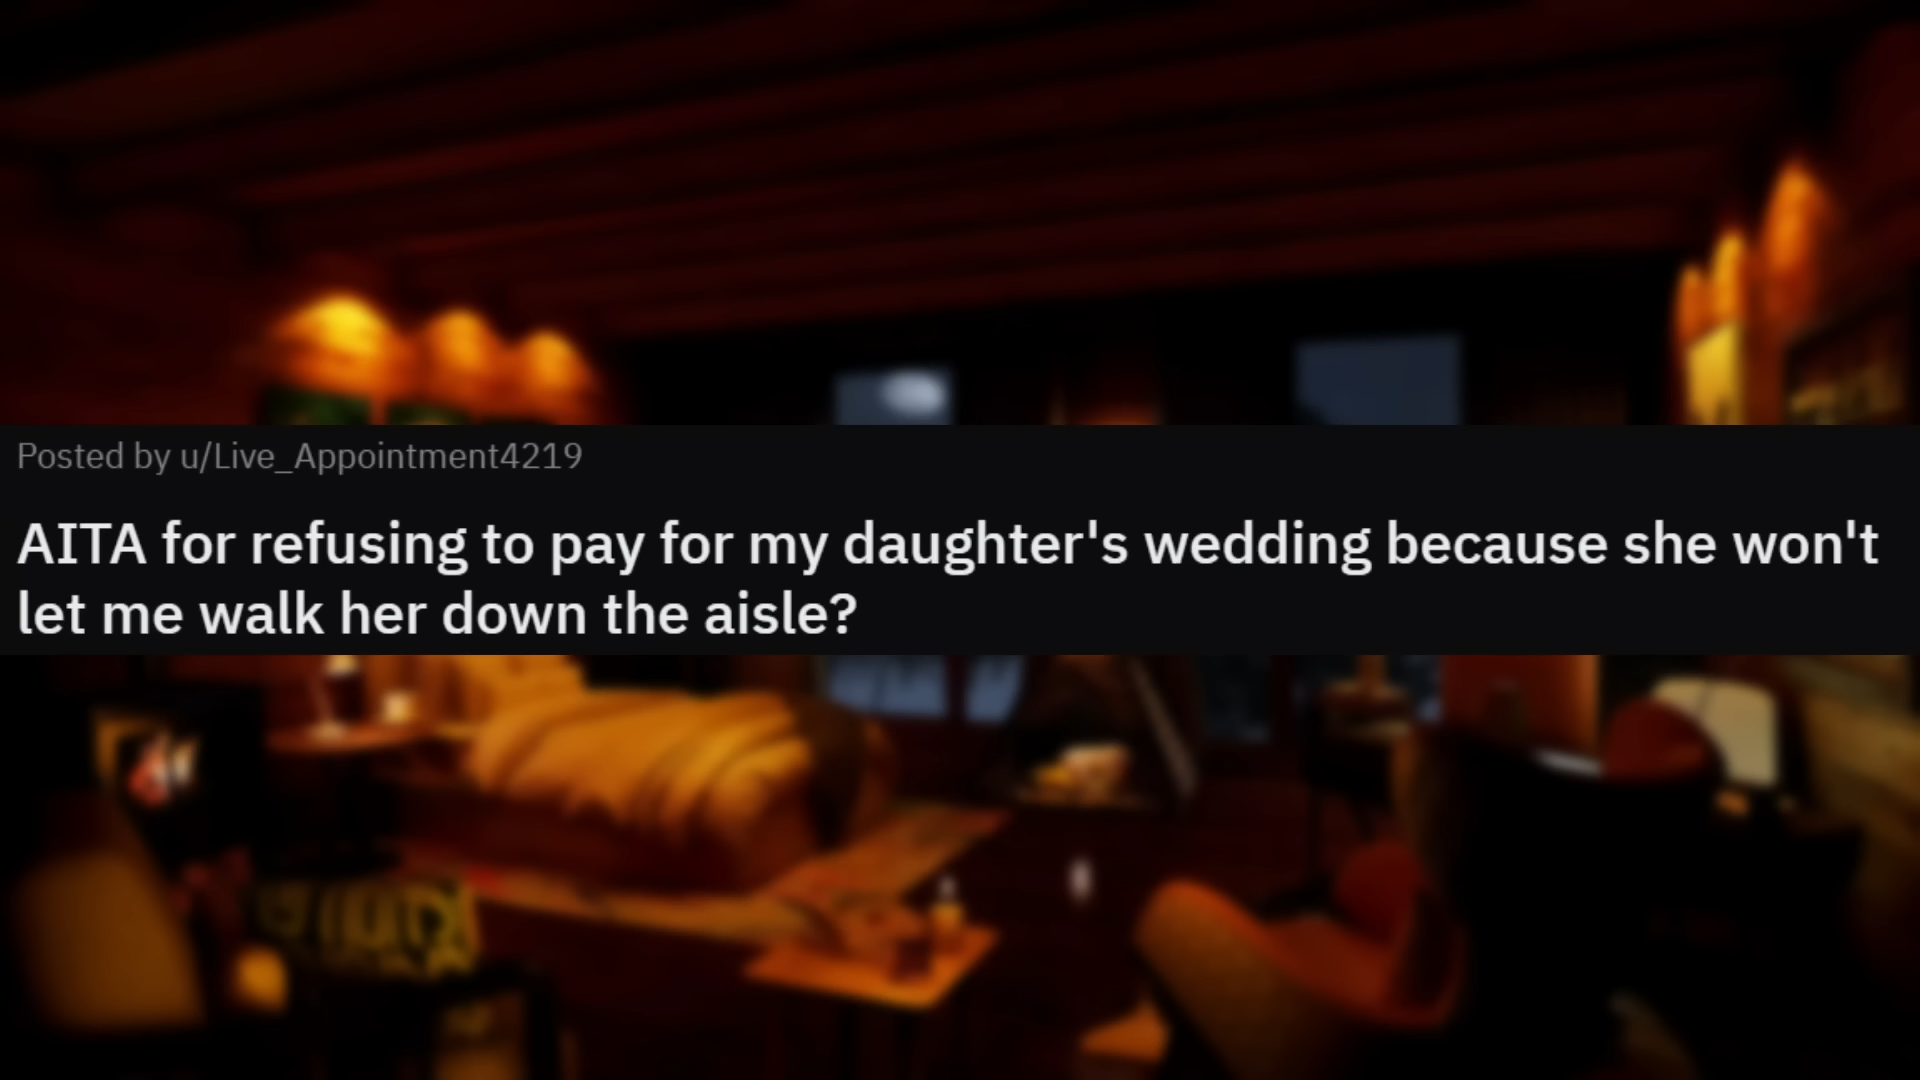 Posted by u/Live_Appointment4219
AITA for refusing to pay for my daughter's wedding because she won't
let me walk her down the aisle?